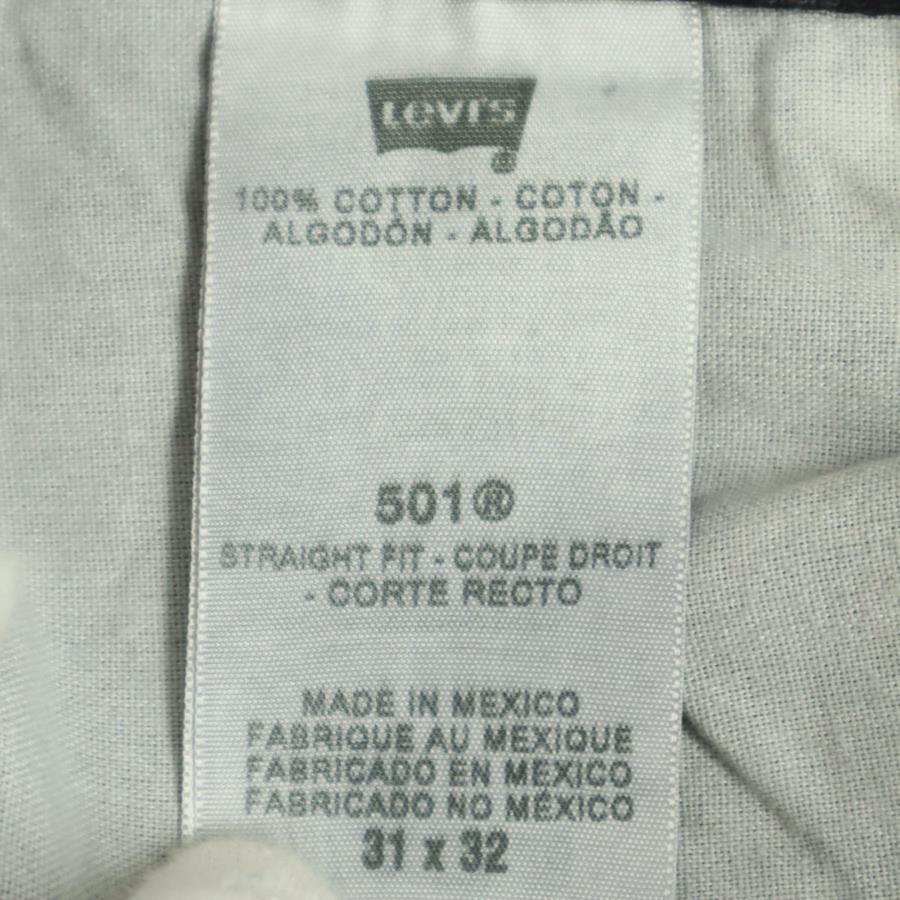 Levi's
®
100% COTTON - COTON -
ALGODÓN - ALGODÃO
501®
STRAIGHT FIT - COUPE DROIT
- CORTE RECTO
MADE IN MEXICO
FABRIQUE AU MEXIQUE
FABRICADO EN MEXICO
FABRICADO NO MÉXICO
31 x 32